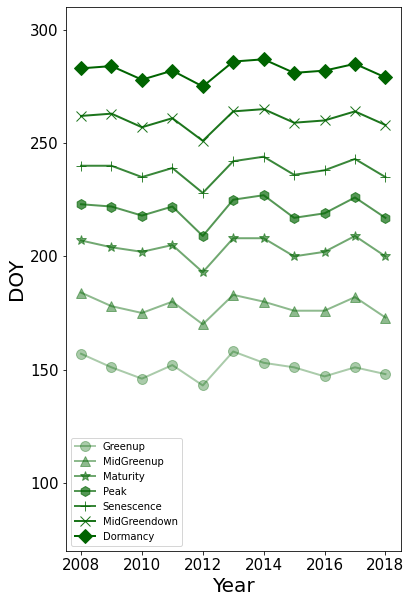 300
250
200
150
100
DOY
Greenup
MidGreenup
Maturity
Peak
Senescence
MidGreendown
Dormancy
2008 2010 2012 2014 2016 2018
Year